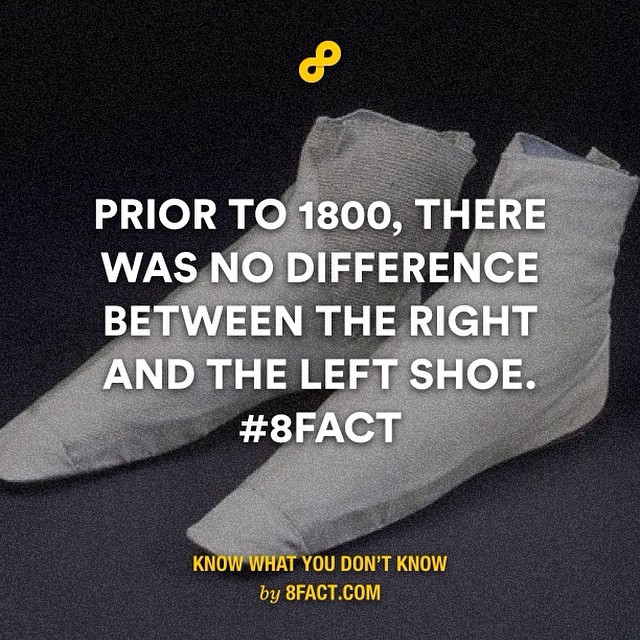 PRIOR TO 1800, THERE
WAS NO DIFFERENCE
BETWEEN THE RIGHT
AND THE LEFT SHOE.
#8FACT
KNOW WHAT YOU DON'T KNOW
by 8FACT.COM